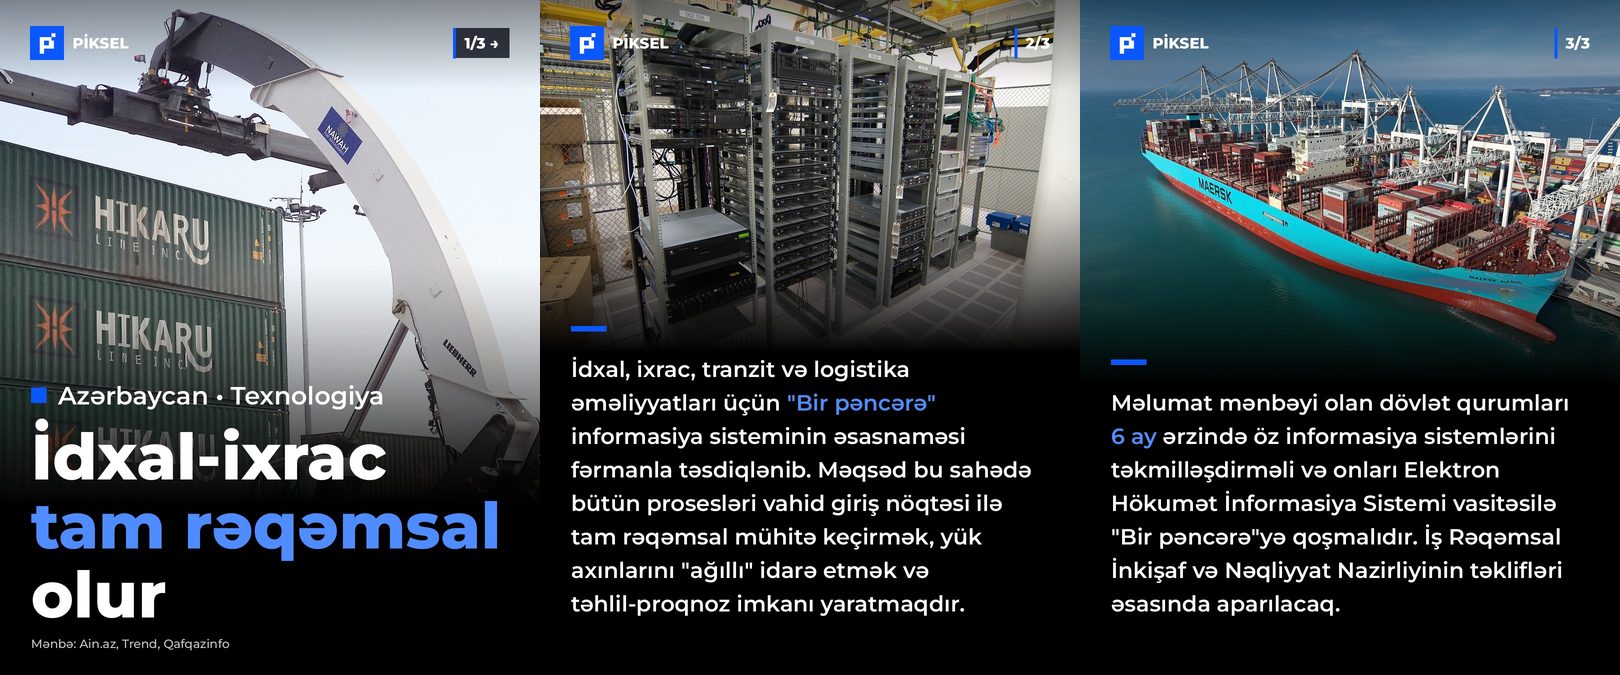 PİKSEL
1/3 →
NAWAH
HIKARU
LINE INC.
HIKARU
LINE INC.
LIEBHERR
Azərbaycan • Texnologiya
İdxal-ixrac
tam rəqəmsal
olur
Mənbə: Ain.az, Trend, Qafqazinfo
PİKSEL
2/3
İdxal, ixrac, tranzit və logistika
əməliyyatları üçün "Bir pəncərə"
informasiya sisteminin əsasnaməsi
fərmanla təsdiqlənib. Məqsəd bu sahədə
bütün prosesləri vahid giriş nöqtəsi ilə
tam rəqəmsal mühitə keçirmək, yük
axınlarını "ağıllı" idarə etmək və
təhlil-proqnoz imkanı yaratmaqdır.
PİKSEL
3/3
MAERSK
Məlumat mənbəyi olan dövlət qurumları
6 ay ərzində öz informasiya sistemlərini
təkmilləşdirməli və onları Elektron
Hökumət İnformasiya Sistemi vasitəsilə
"Bir pəncərə"yə qoşmalıdır. İş Rəqəmsal
İnkişaf və Nəqliyyat Nazirliyinin təklifləri
əsasında aparılacaq.